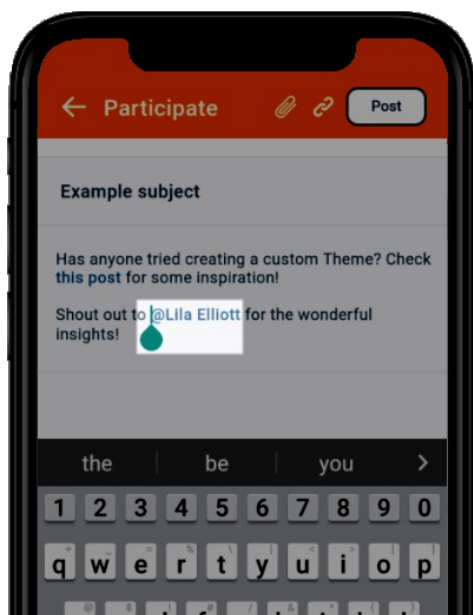 Participate Post
Example subject
Has anyone tried creating a custom Theme? Check
this post for some inspiration!
Shout out to @Lila Elliott for the wonderful
insights!
the be you >
1 2 3 4 5 6 7 8 9 0
q w e r t y u i o p